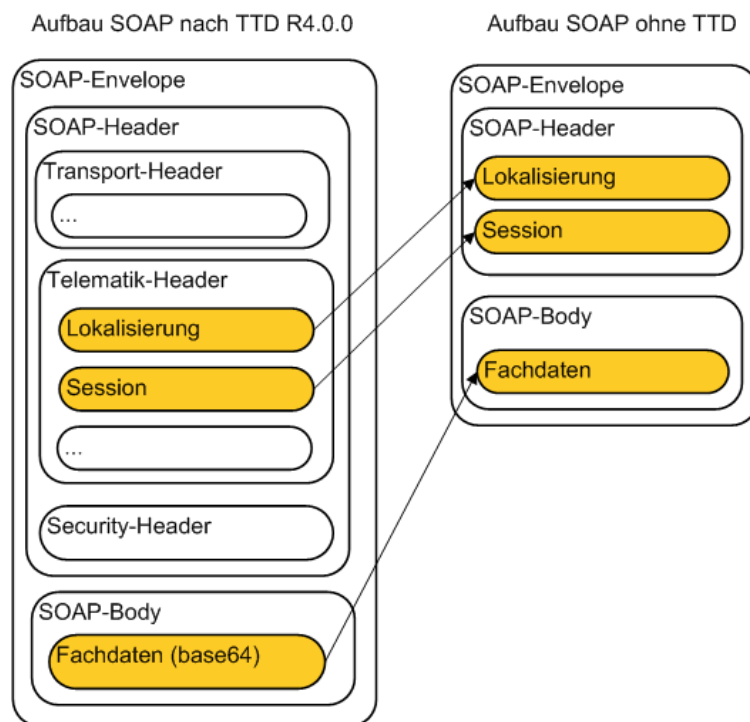 Aufbau SOAP nach TTD R4.0.0
SOAP-Envelope
SOAP-Header
Transport-Header
...
Telematik-Header
Lokalisierung
Session
...
Security-Header
SOAP-Body
Fachdaten (base64)
Aufbau SOAP ohne TTD
SOAP-Envelope
SOAP-Header
Lokalisierung
Session
SOAP-Body
Fachdaten